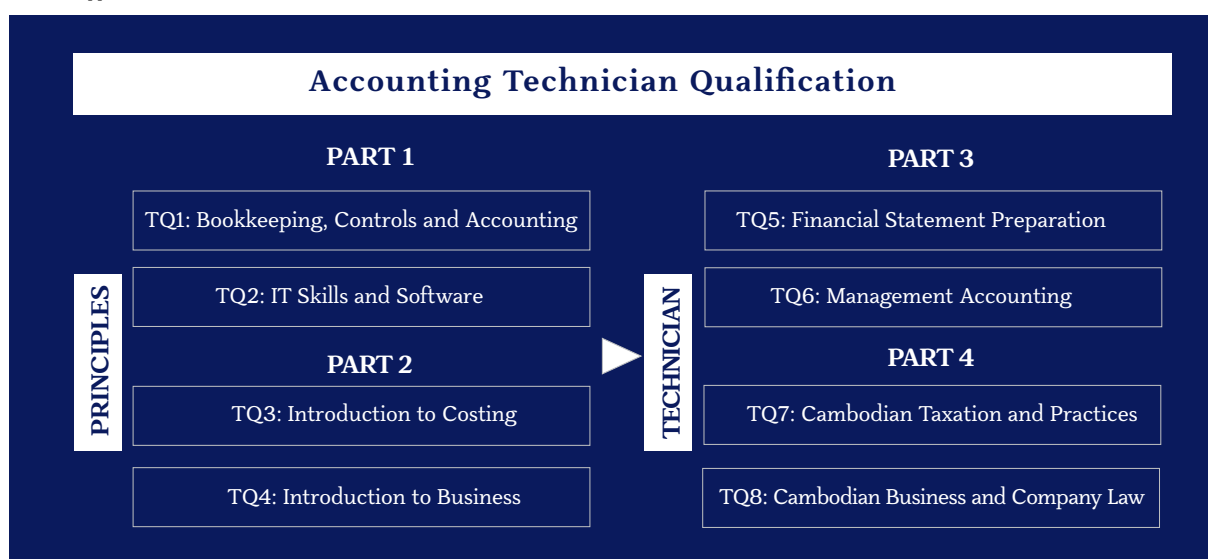 Accounting Technician Qualification
PART 1
TQ1: Bookkeeping, Controls and Accounting
TQ2: IT Skills and Software
PRINCIPLES
PART 2
TQ3: Introduction to Costing
TQ4: Introduction to Business
PART 3
TQ5: Financial Statement Preparation
TQ6: Management Accounting
TECHNICIAN
PART 4
TQ7: Cambodian Taxation and Practices
TQ8: Cambodian Business and Company Law